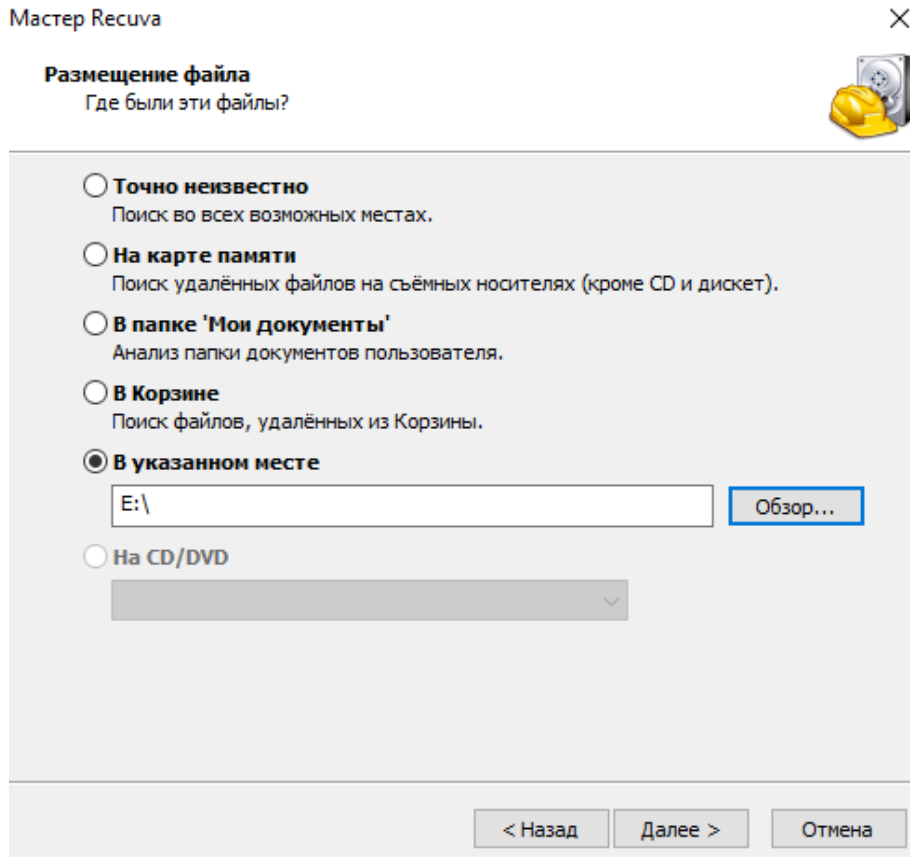 Мастер Recuva
Размещение файла
Где были эти файлы?
Точно неизвестно
Поиск во всех возможных местах.
На карте памяти
Поиск удалённых файлов на съёмных носителях (кроме CD и дискет).
В папке 'Мои документы'
Анализ папки документов пользователя.
В Корзине
Поиск файлов, удалённых из Корзины.
В указанном месте
E:\
Обзор...
На CD/DVD
< Назад Далее > Отмена